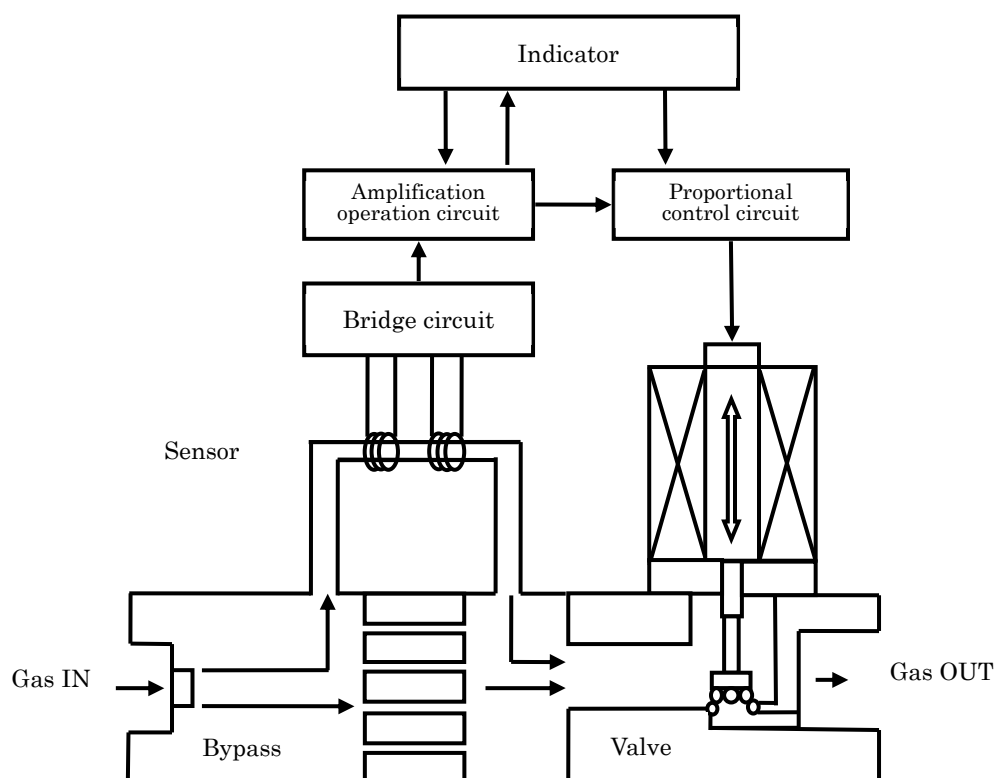 Indicator
Amplification
operation circuit
Proportional
control circuit
Bridge circuit
Sensor
Gas IN
Gas OUT
Bypass
Valve